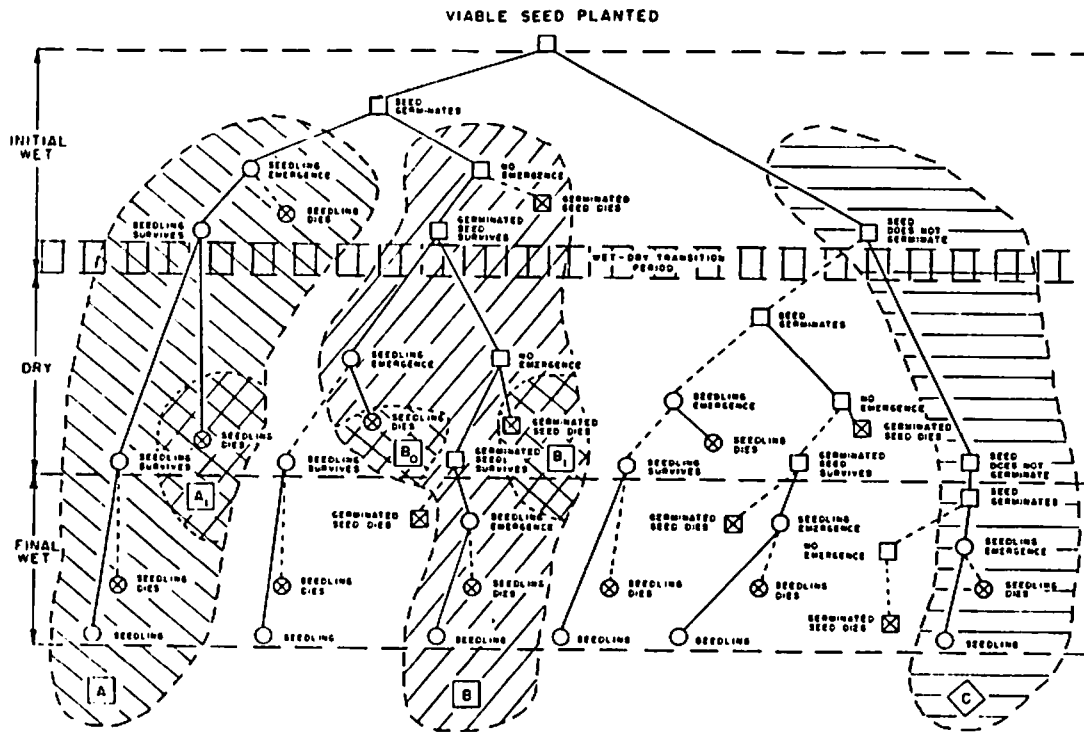 VIABLE SEED PLANTED
INITIAL
WET
SEED
GERMINATES
SEEDLING
EMERGENCE
NO
EMERGENCE
SEEDLING
DIES
GERMINATED
SEED DIES
SEEDLING
SURVIVES
GERMINATED
SEED
SURVIVES
SEED
DOES NOT
GERMINATE
WET-DRY TRANSITION
PERIOD
DRY
SEED
GERMINATES
SEEDLING
EMERGENCE
NO
EMERGENCE
SEEDLING
EMERGENCE
NO
EMERGENCE
SEEDLING
DIES
GERMINATED
SEED DIES
SEEDLING
DIES
GERMINATED
SEED DIES
SEEDLING
DIES
B0
B1
SEEDLING
SURVIVES
SEEDLING
SURVIVES
GERMINATED
SEED
SURVIVES
SEEDLING
SURVIVES
GERMINATED
SEED
SURVIVES
SEED
DOES NOT
GERMINATE
A1
SEED
GERMINATES
FINAL
WET
GERMINATED
SEED DIES
SEEDLING
EMERGENCE
GERMINATED
SEED DIES
SEEDLING
EMERGENCE
NO
EMERGENCE
SEEDLING
EMERGENCE
SEEDLING
DIES
SEEDLING
DIES
SEEDLING
DIES
SEEDLING
DIES
SEEDLING
DIES
SEEDLING
DIES
GERMINATED
SEED DIES
SEEDLING
SEEDLING
SEEDLING
SEEDLING
SEEDLING
SEEDLING
A
B
C